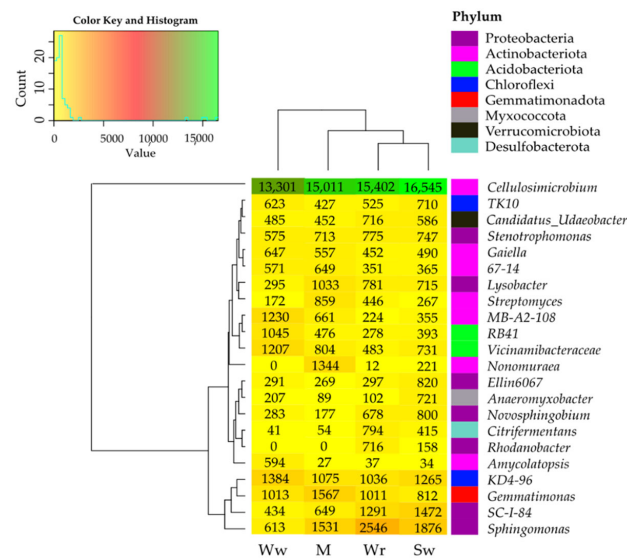 Color Key and Histogram
Count
0 10 20
0 5000 10000 15000
Value
Phylum
Proteobacteria
Actinobacteriota
Acidobacteriota
Chloroflexi
Gemmatimonadota
Myxococcota
Verrucomicrobiota
Desulfobacterota
13,301 15,011 15,402 16,545 Cellulosimicrobium
623 427 525 710 TK10
485 452 716 586 Candidatus_Udaeobacter
575 713 775 747 Stenotrophomonas
647 557 452 490 Gaiella
571 649 351 365 67-14
295 1033 781 715 Lysobacter
172 859 446 267 Streptomyces
1230 661 224 355 MB-A2-108
1045 476 278 393 RB41
1207 804 483 731 Vicinamibacteraceae
0 1344 12 221 Nonomuraea
291 269 297 820 Ellin6067
207 89 102 721 Anaeromyxobacter
283 177 678 800 Novosphingobium
41 54 794 415 Citrifermentans
0 0 716 158 Rhodanobacter
594 27 37 34 Amycolatopsis
1384 1075 1036 1265 KD4-96
1013 1567 1011 812 Gemmatimonas
434 649 1291 1472 SC-I-84
613 1531 2546 1876 Sphingomonas
Ww M Wr Sw